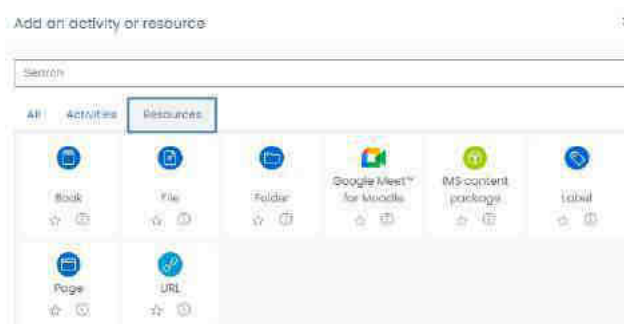 Add an activity or resource
Search
All Activities Resources
Book File Folder Google Meet™ for Moodle IMS content package Label
Page URL